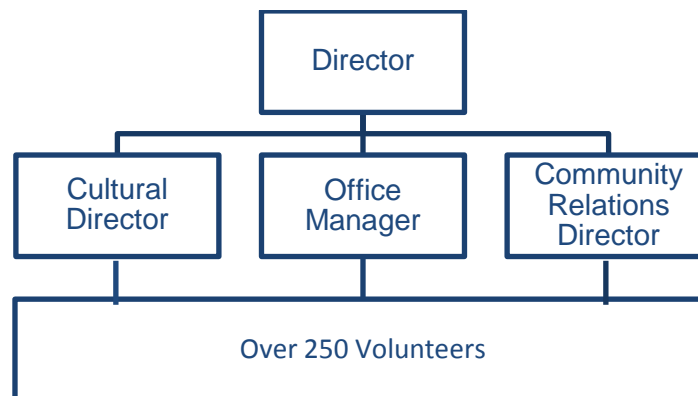 Director
Cultural
Director
Office
Manager
Community
Relations
Director
Over 250 Volunteers